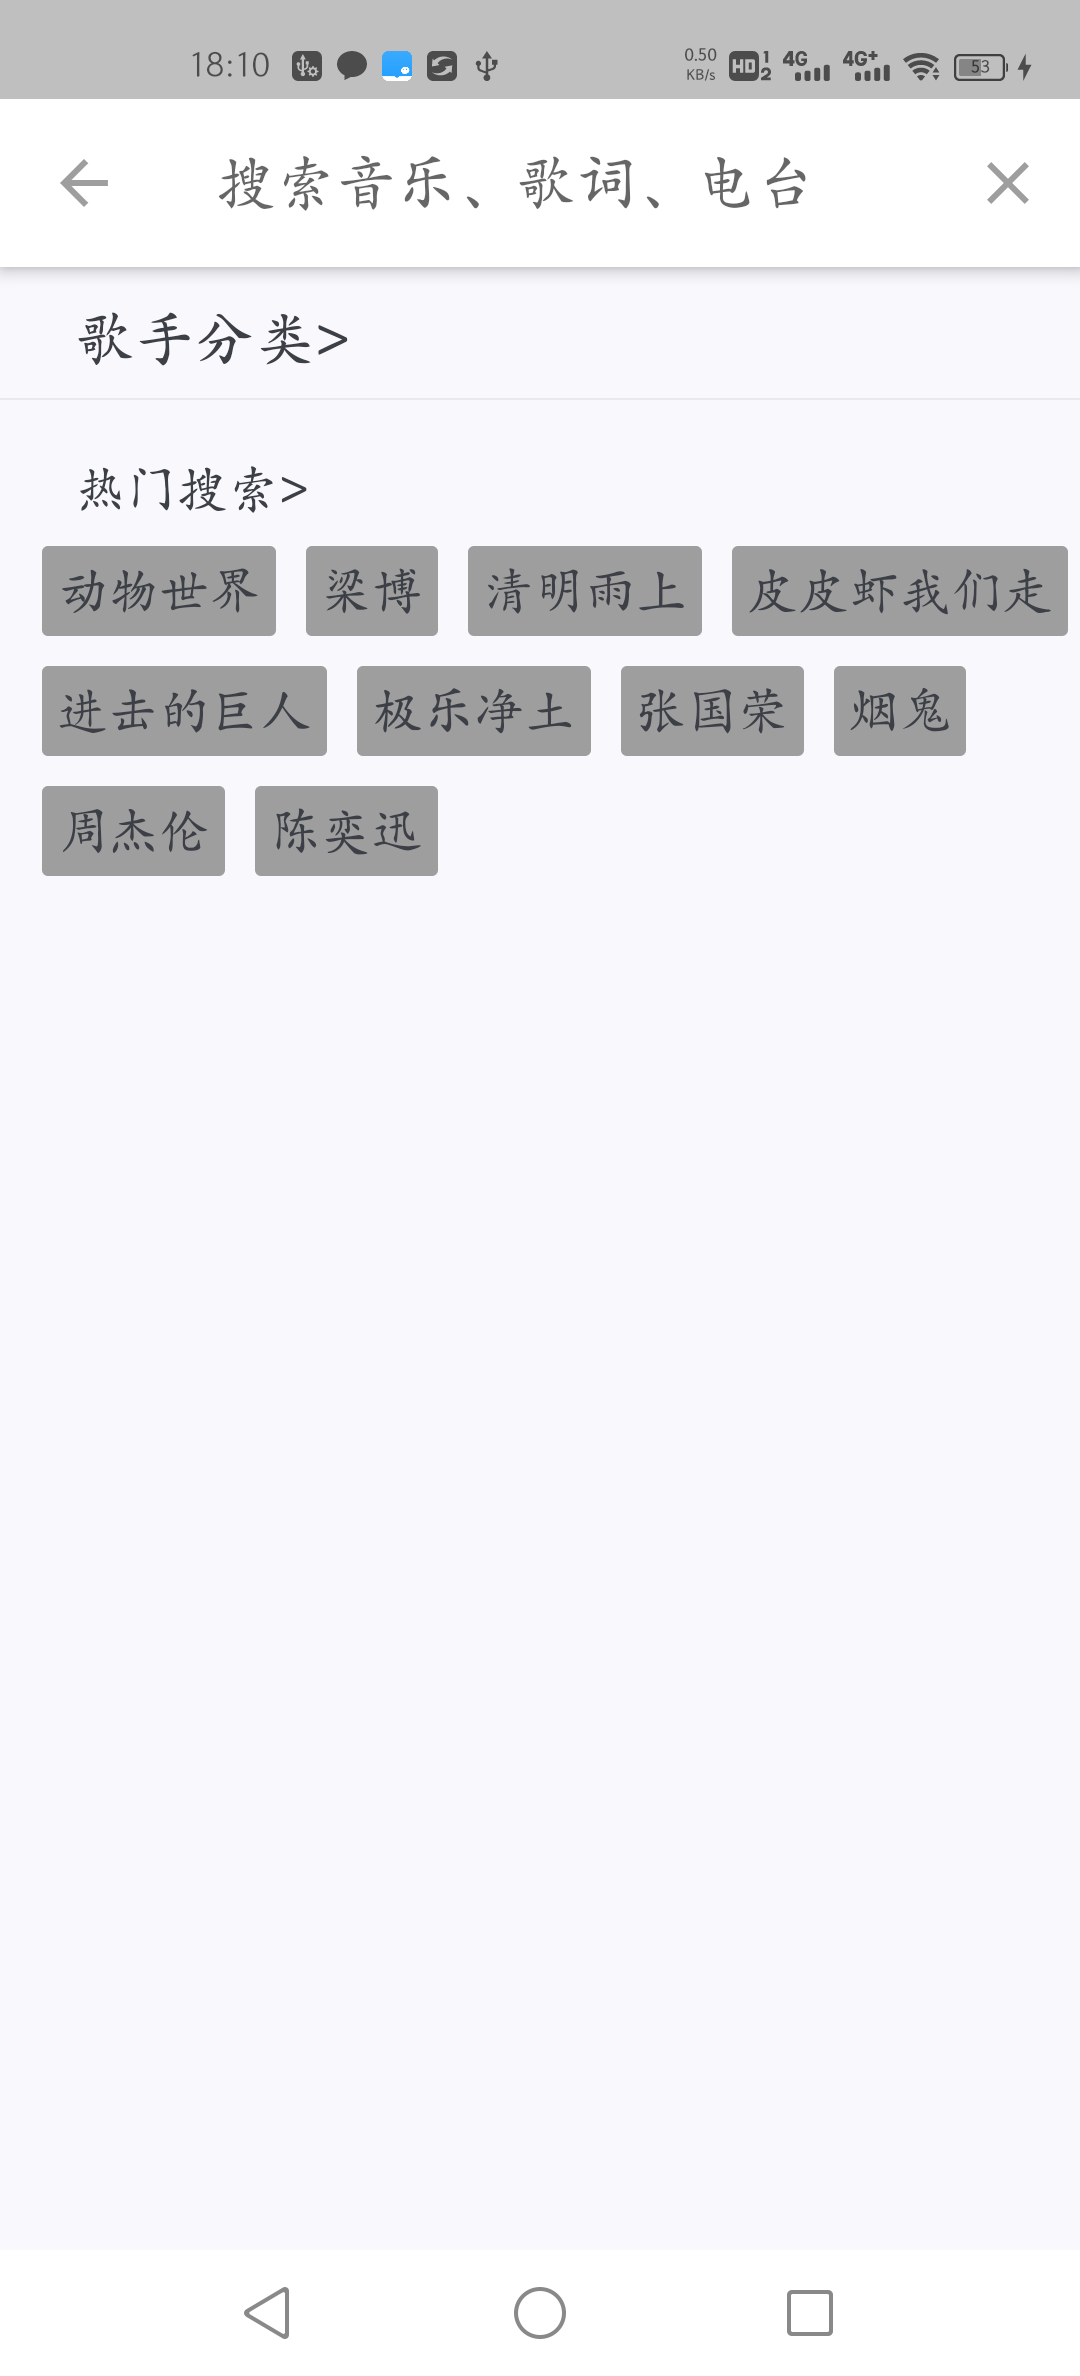 18:10 0.50 KB/s HD 1 2 4G 4G+ 53
搜索音乐、歌词、电台
歌手分类>
热门搜索>
动物世界 梁博 清明雨上 皮皮虾我们走
进击的巨人 极乐净土 张国荣 烟鬼
周杰伦 陈奕迅